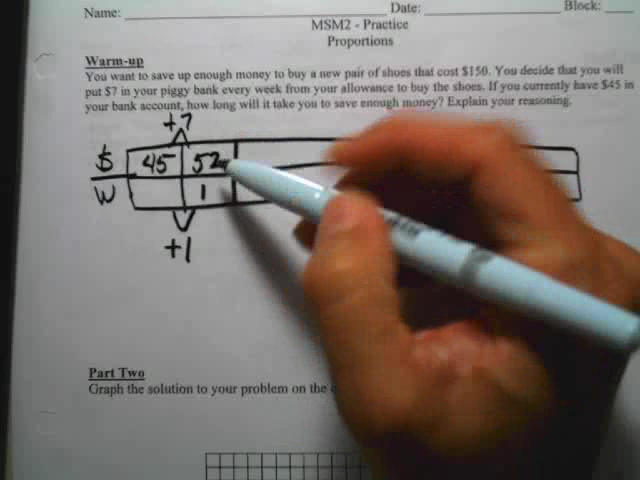 Name: Date: Block:
MSM2 - Practice
Proportions
Warm-up
You want to save up enough money to buy a new pair of shoes that cost $150. You decide that you will
put $7 in your piggy bank every week from your allowance to buy the shoes. If you currently have $45 in
your bank account, how long will it take you to save enough money? Explain your reasoning.
+7
$ 45 52
W 1
+1
Part Two
Graph the solution to your problem on the